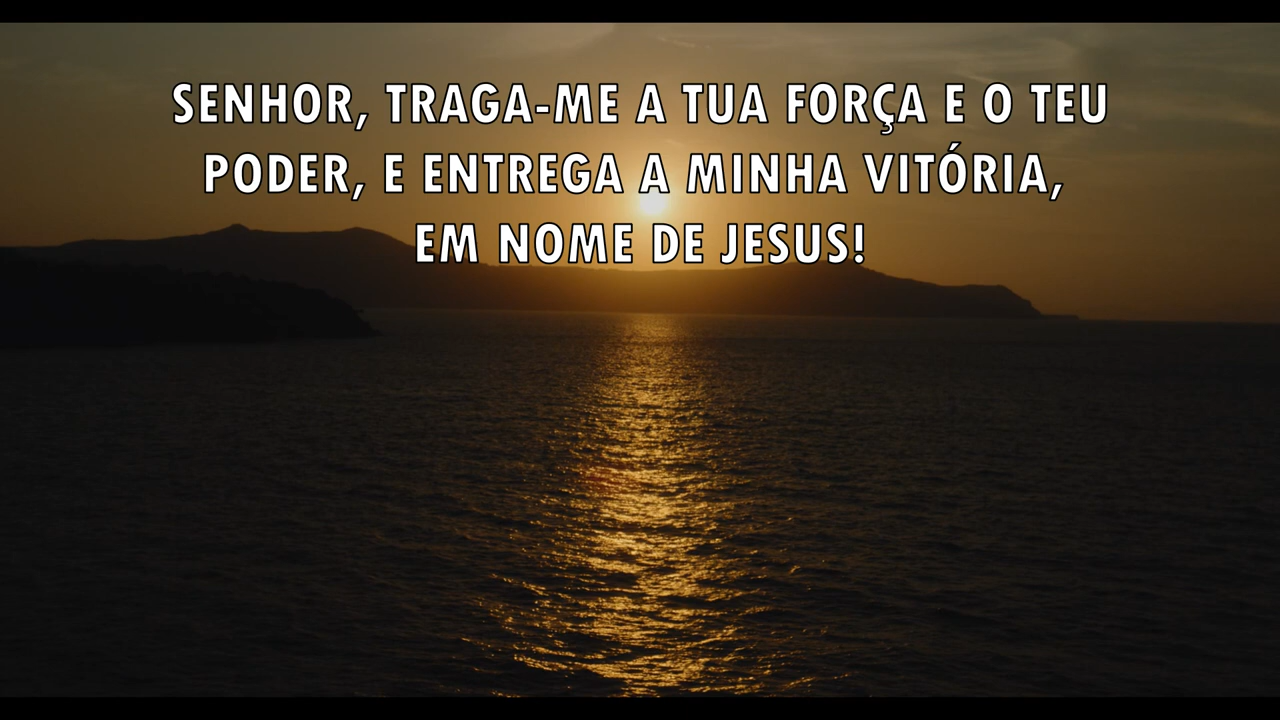 SENHOR, TRAGA-ME A TUA FORÇA E O TEU
PODER, E ENTREGA A MINHA VITÓRIA,
EM NOME DE JESUS!